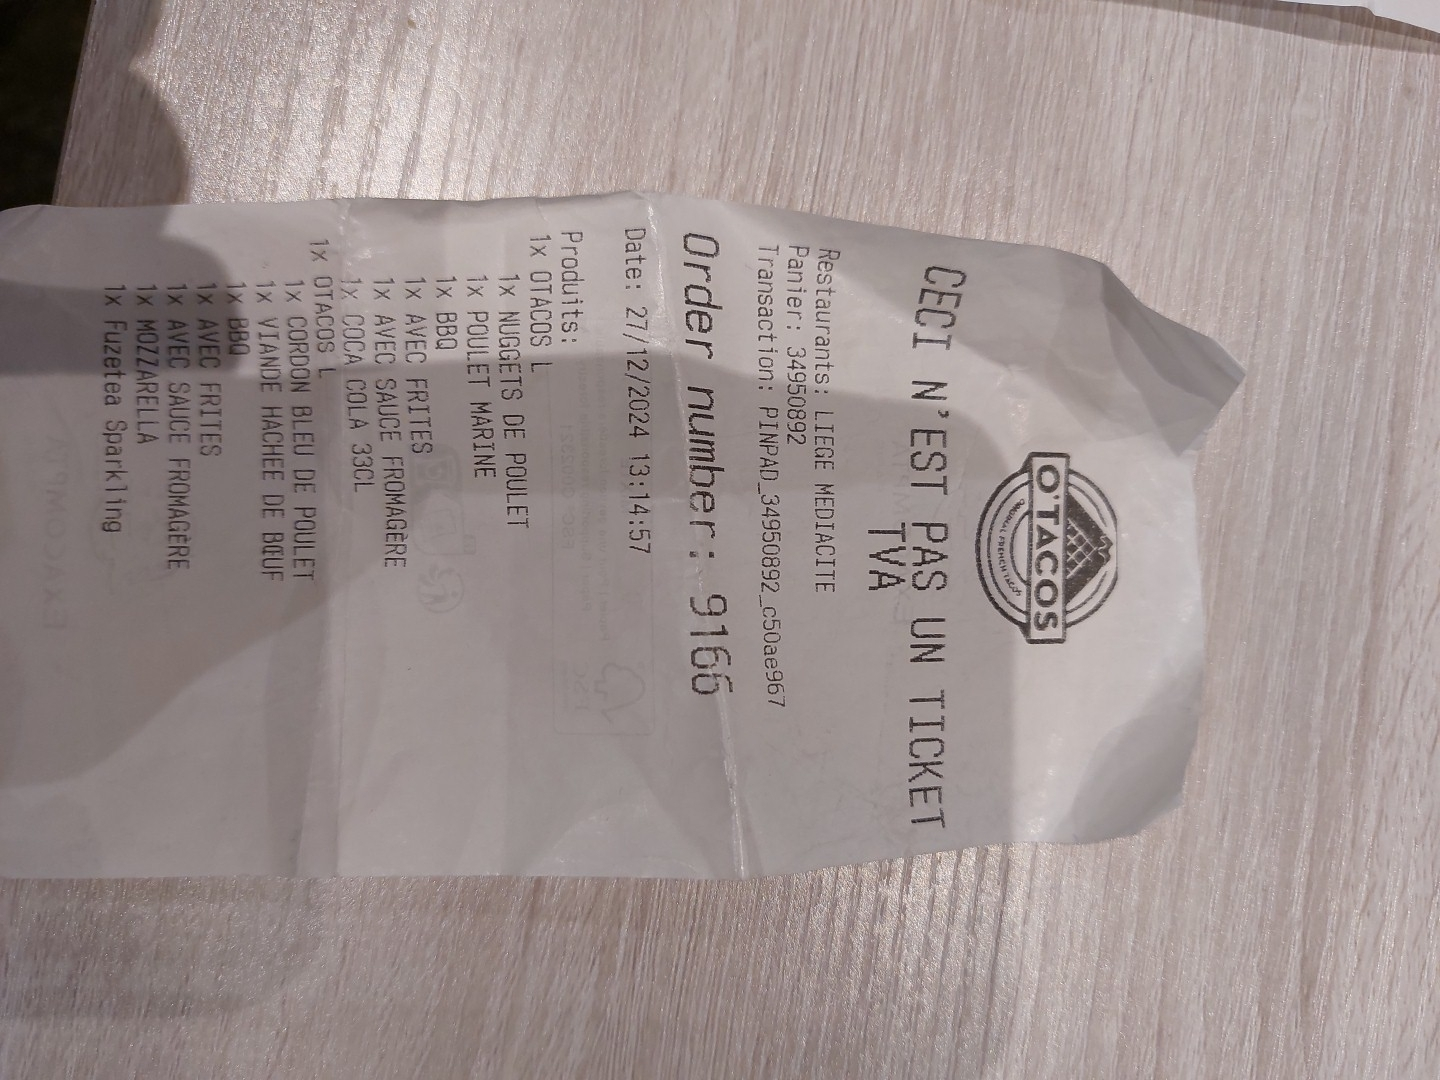 O'TACOS
ORIGINAL FRENCH TACOS
CECI N'EST PAS UN TICKET
TVA
Restaurants: LIEGE MEDIACITE
Panier: 34950892
Transaction: PINPAD_34950892_c50ae967
Order number: 9166
Date: 27/12/2024 13:14:57
Produits:
1x OTACOS L
1x NUGGETS DE POULET
1x POULET MARINE
1x BBQ
1x AVEC FRITES
1x AVEC SAUCE FROMAGÈRE
1x COCA COLA 33CL
1x OTACOS L
1x CORDON BLEU DE POULET
1x VIANDE HACHEE DE BŒUF
1x BBQ
1x AVEC FRITES
1x AVEC SAUCE FROMAGÈRE
1x MOZZARELLA
1x Fuzetea Sparkling